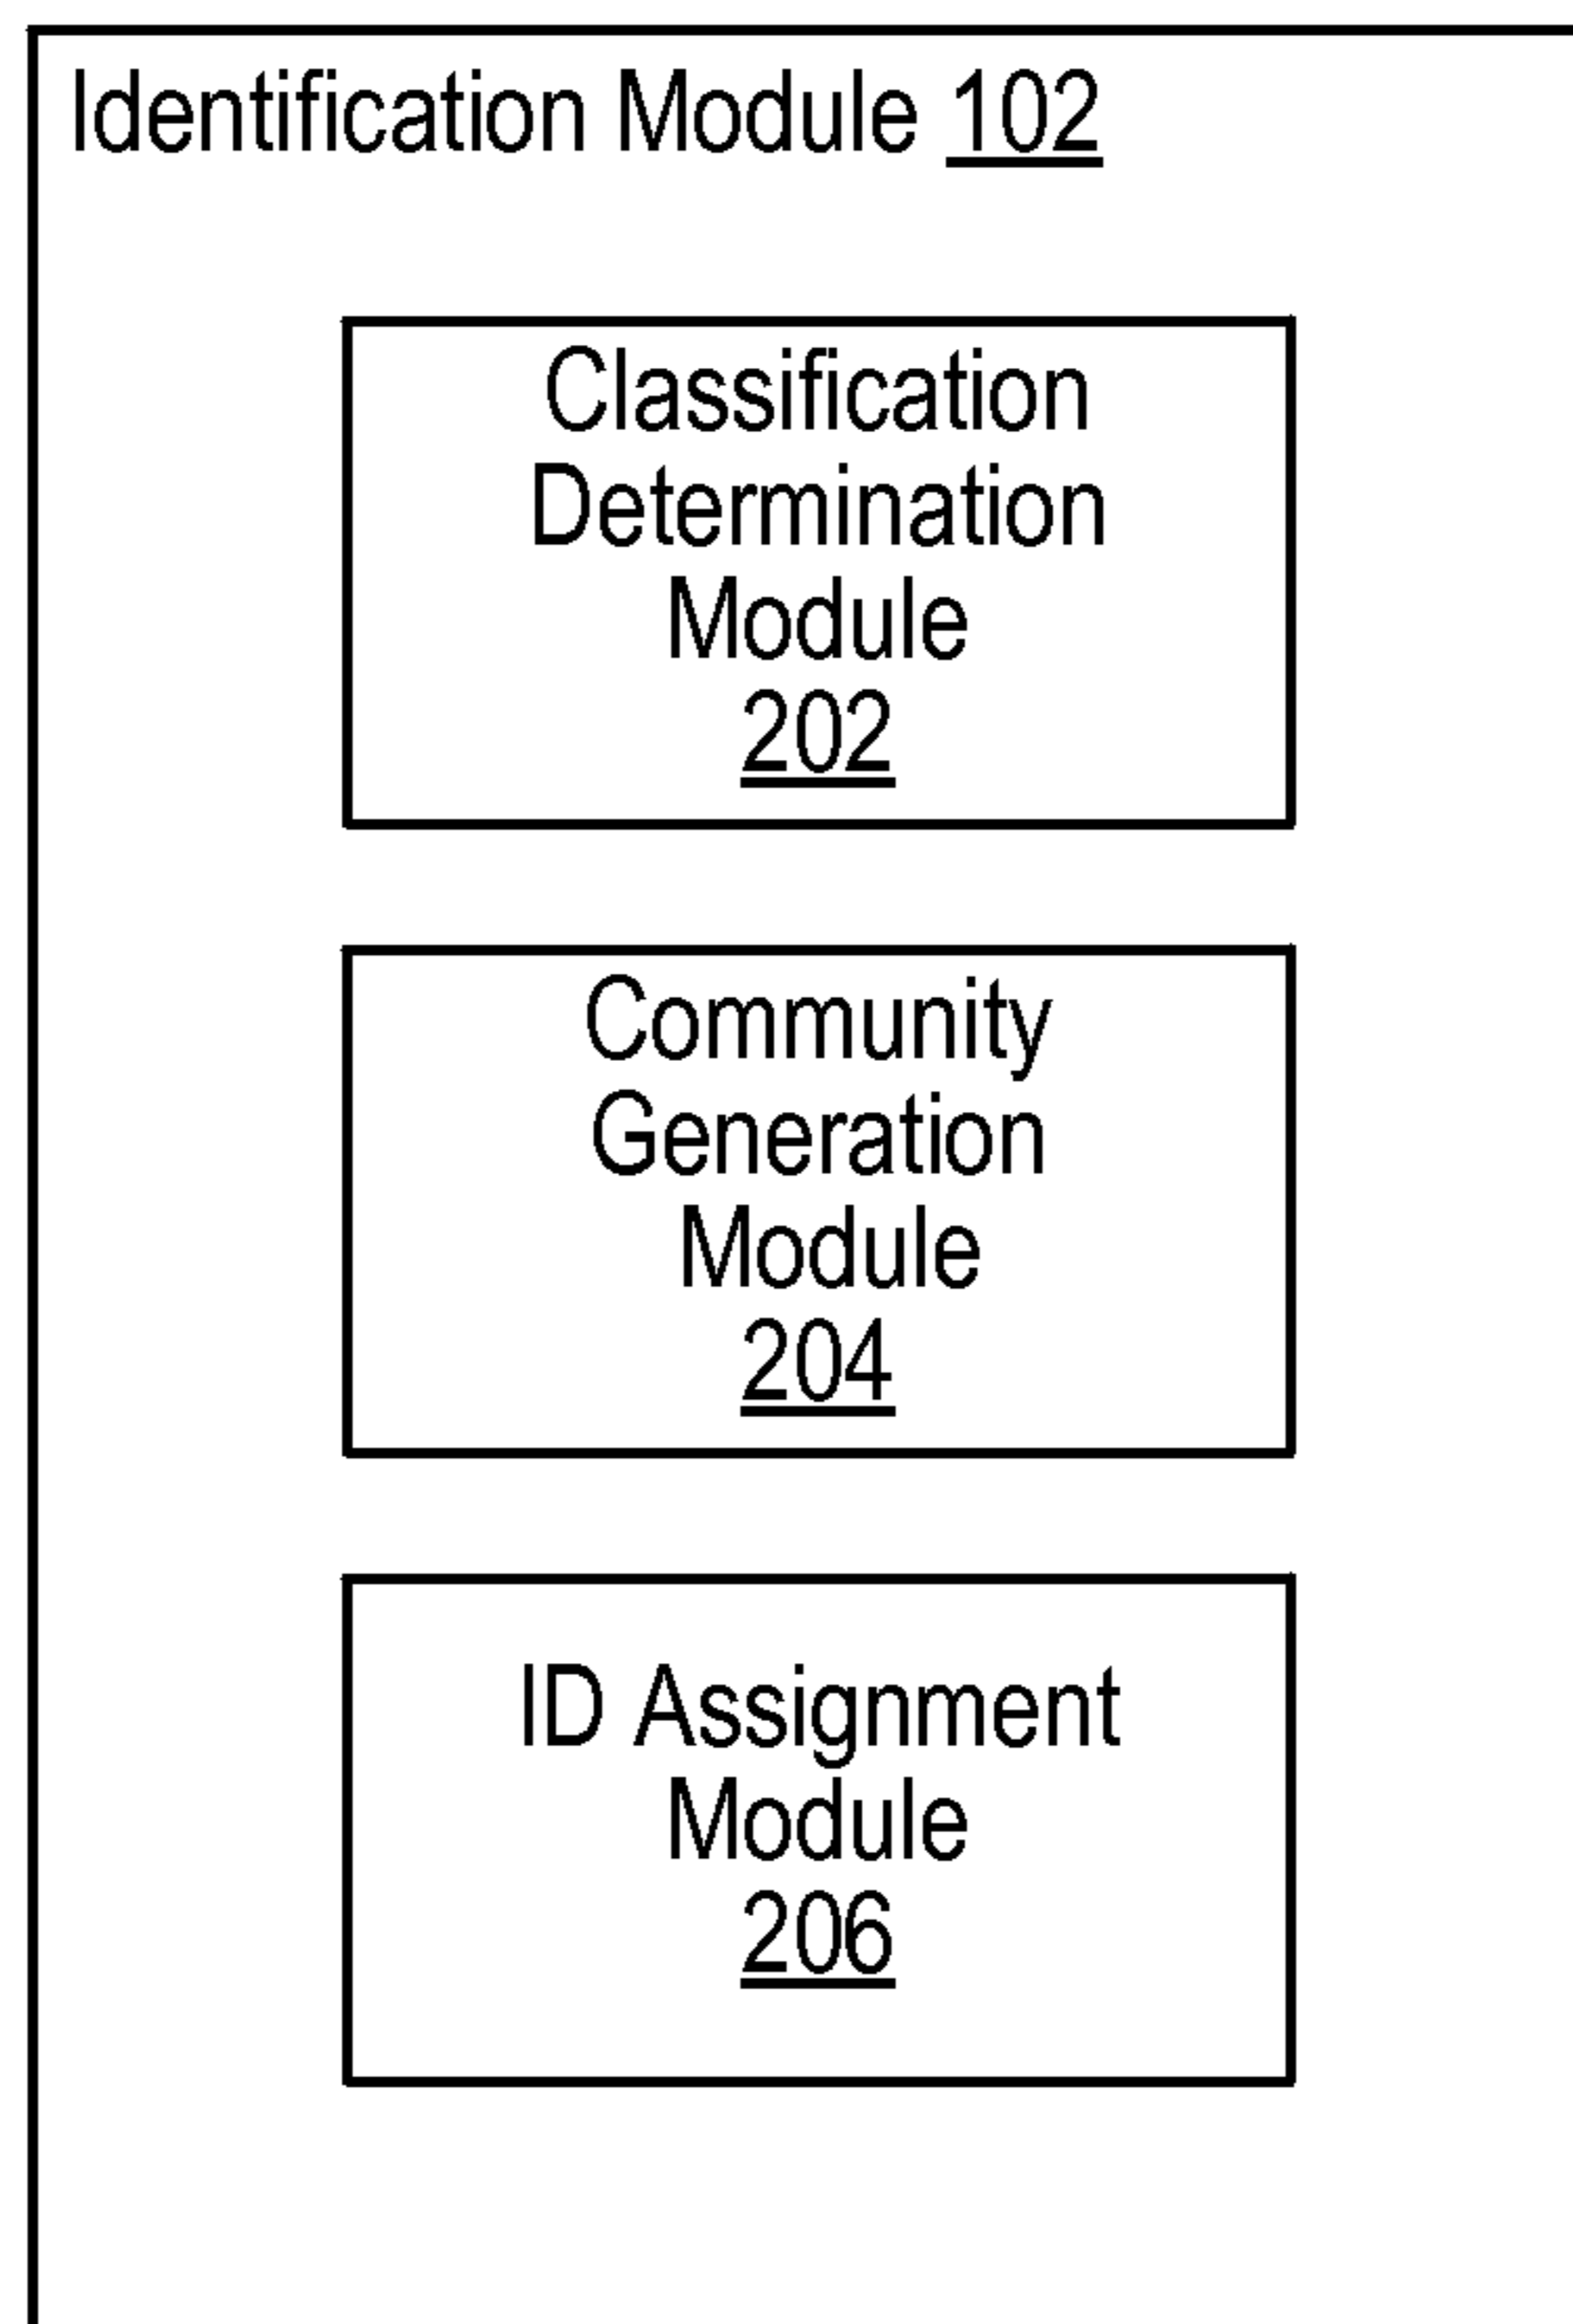 Identification Module 102
Classification
Determination
Module
202
Community
Generation
Module
204
ID Assignment
Module
206